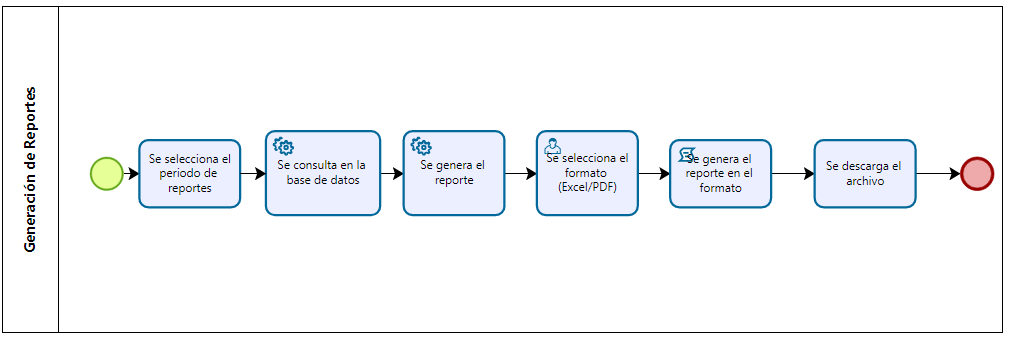 Generación de Reportes
Se selecciona el
periodo de
reportes
Se consulta en la
base de datos
Se genera el
reporte
Se selecciona el
formato
(Excel/PDF)
Se genera el
reporte en el
formato
Se descarga el
archivo